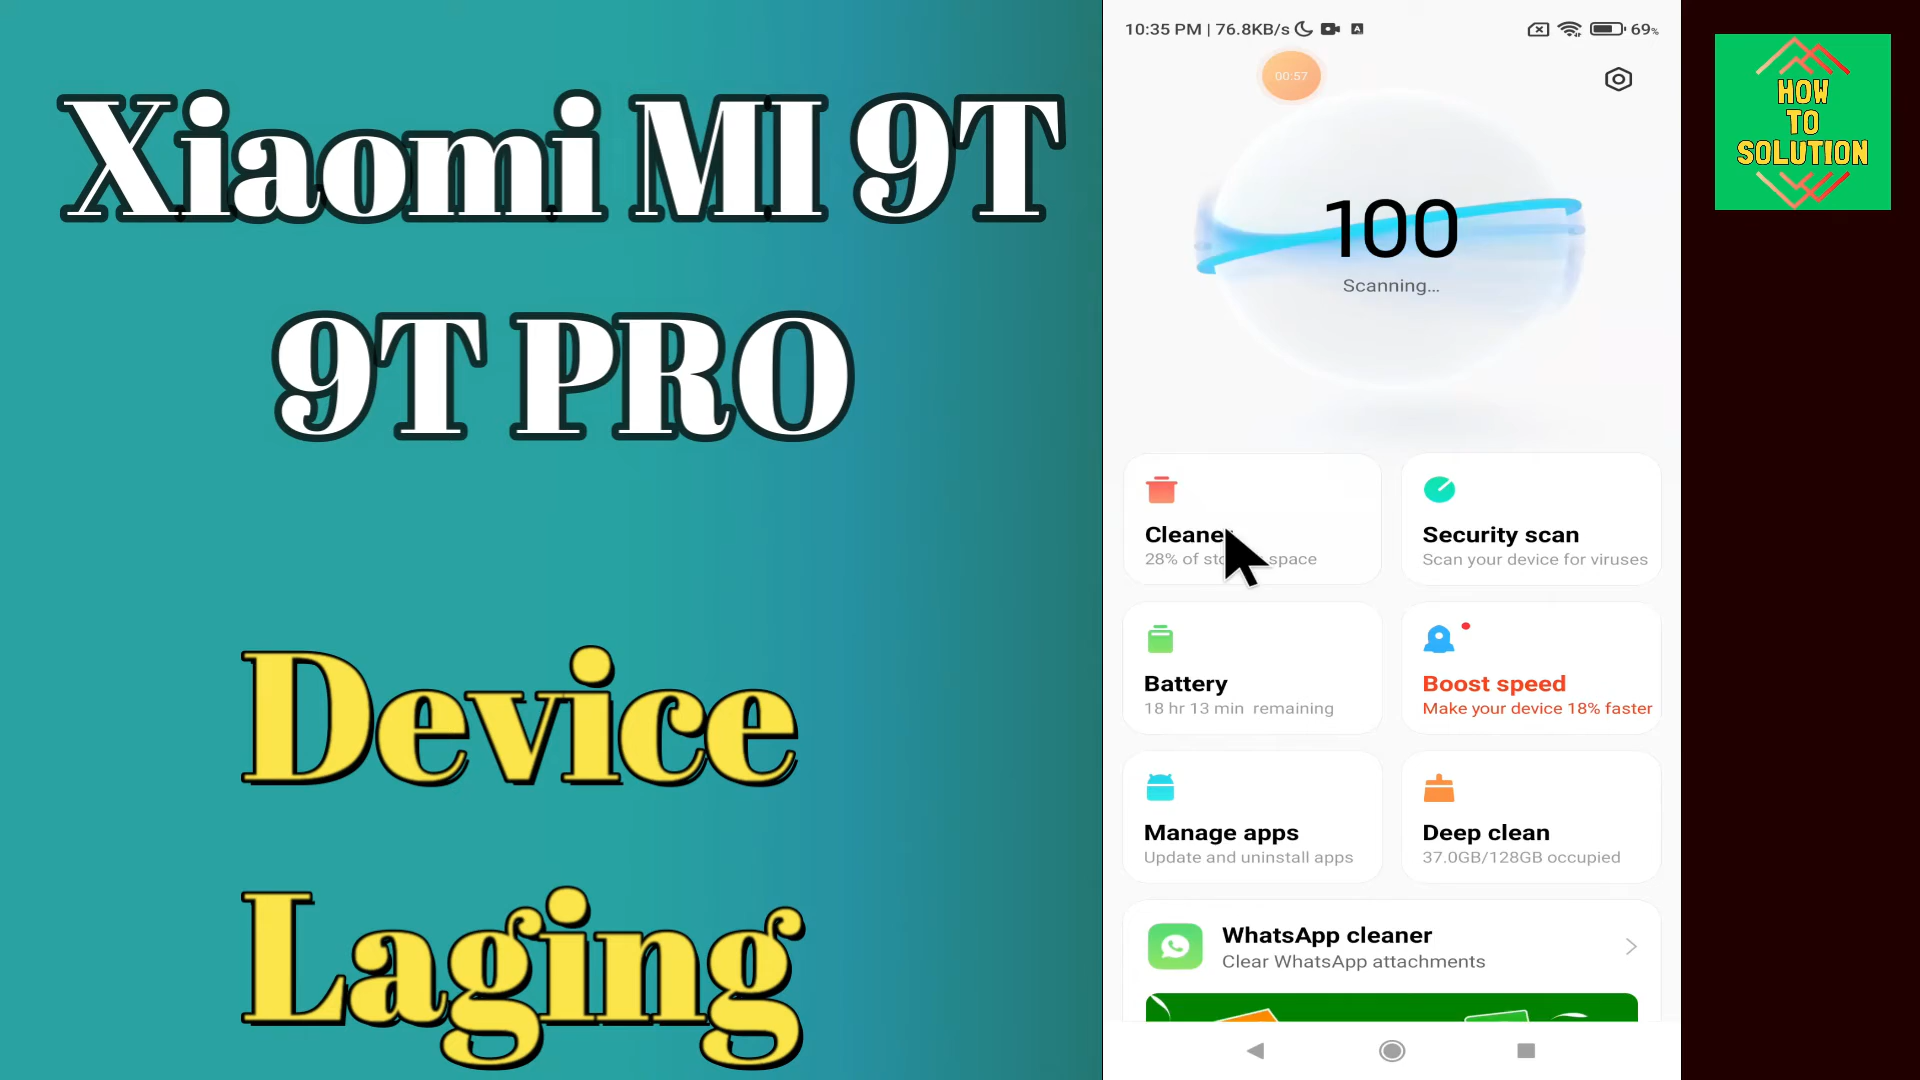 Xiaomi MI 9T
9T PRO
Device
Laging
10:35 PM | 76.8KB/s
69%
00:57
100
Scanning...
Cleaner
28% of space
Security scan
Scan your device for viruses
Battery
18 hr 13 min remaining
Boost speed
Make your device 18% faster
Manage apps
Update and uninstall apps
Deep clean
37.0GB/128GB occupied
WhatsApp cleaner
Clear WhatsApp attachments
HOW
TO
SOLUTION